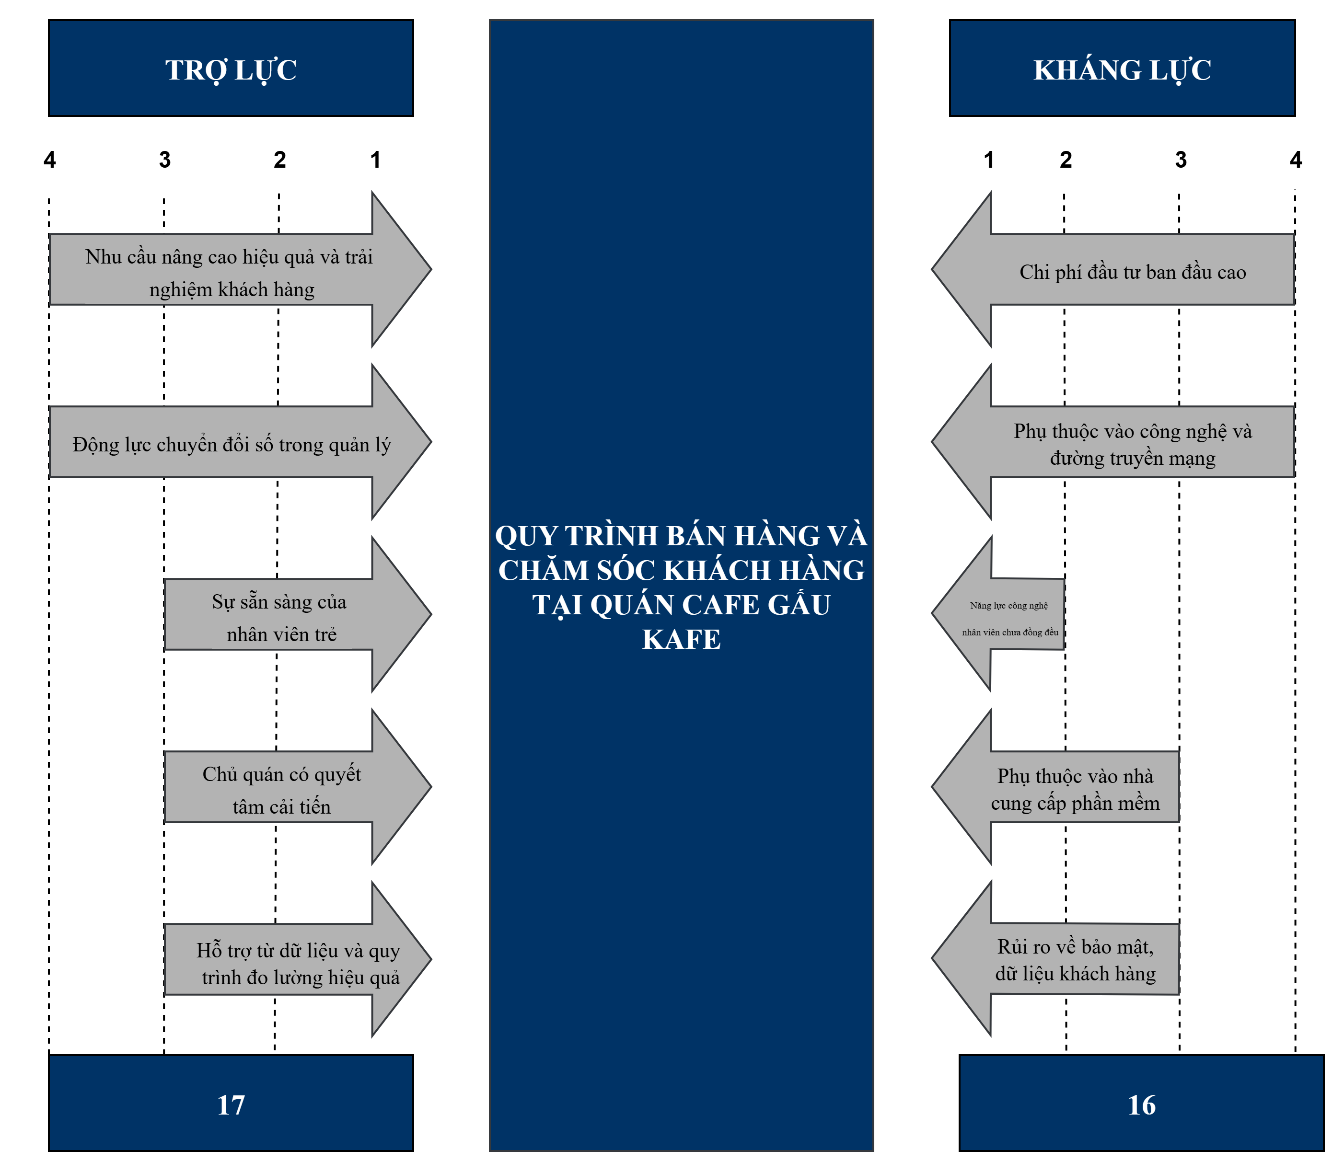 TRỢ LỰC
4 3 2 1
Nhu cầu nâng cao hiệu quả và trải
nghiệm khách hàng
Động lực chuyển đổi số trong quản lý
Sự sẵn sàng của
nhân viên trẻ
Chủ quán có quyết
tâm cải tiến
Hỗ trợ từ dữ liệu và quy
trình đo lường hiệu quả
17
QUY TRÌNH BÁN HÀNG VÀ
CHĂM SÓC KHÁCH HÀNG
TẠI QUÁN CAFE GẤU
KAFE
KHÁNG LỰC
1 2 3 4
Chi phí đầu tư ban đầu cao
Phụ thuộc vào công nghệ và
đường truyền mạng
Năng lực công nghệ
nhân viên chưa đồng đều
Phụ thuộc vào nhà
cung cấp phần mềm
Rủi ro về bảo mật,
dữ liệu khách hàng
16